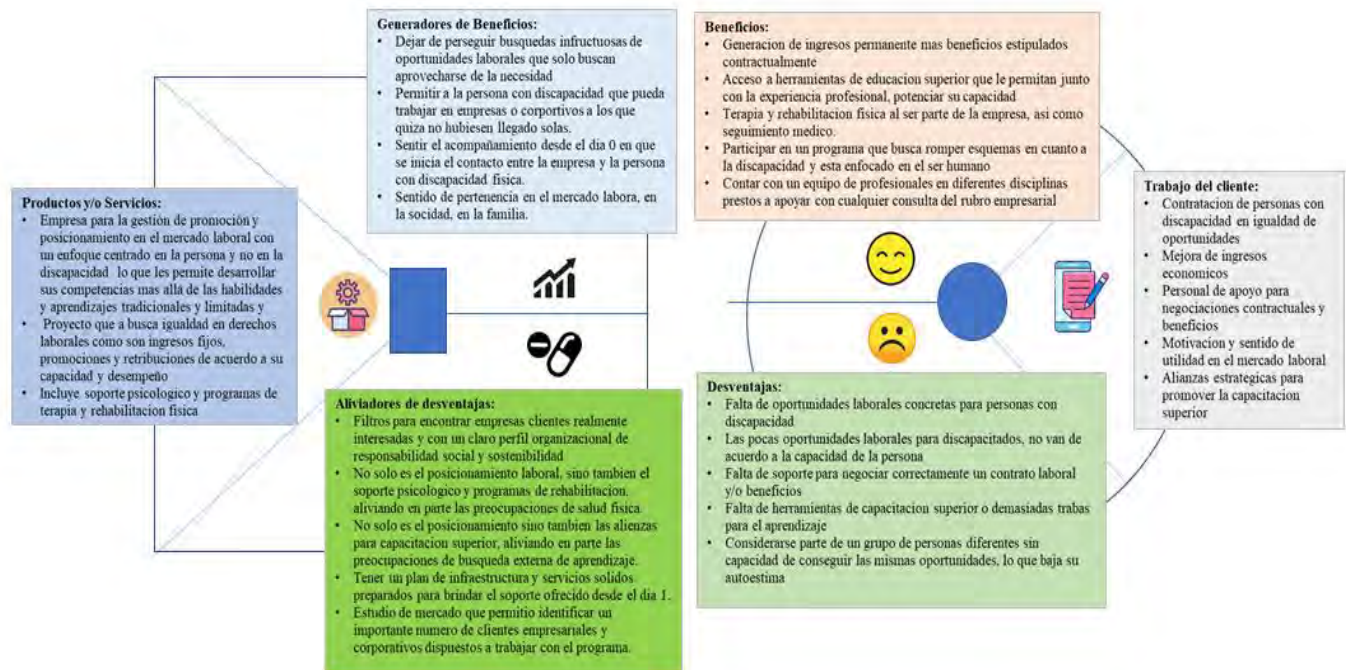 Generadores de Beneficios:
• Dejar de perseguir busquedas infructuosas de
oportunidades laborales que solo buscan
aprovecharse de la necesidad
• Permitir a la persona con discapacidad que pueda
trabajar en empresas o corportivos a los que
quiza no hubiesen llegado solas.
• Sentir el acompañamiento desde el dia 0 en que
se inicia el contacto entre la empresa y la persona
con discapacidad fisica.
• Sentido de pertenencia en el mercado labora, en
la socidad, en la familia.
Beneficios:
• Generacion de ingresos permanente mas beneficios estipulados
contractualmente
• Acceso a herramientas de educacion superior que le permitan junto
con la experiencia profesional, potenciar su capacidad
• Terapia y rehabilitacion fisica al ser parte de la empresa, asi como
seguimiento medico.
• Participar en un programa que busca romper esquemas en cuanto a
la discapacidad y esta enfocado en el ser humano
• Contar con un equipo de profesionales en diferentes disciplinas
prestos a apoyar con cualquier consulta del rubro empresarial
Productos y/o Servicios:
• Empresa para la gestión de promoción y
posicionamiento en el mercado laboral con
un enfoque centrado en la persona y no en la
discapacidad lo que les permite desarrollar
sus competencias mas allá de las habilidades
y aprendizajes tradicionales y limitadas y
• Proyecto que a busca igualdad en derechos
laborales como son ingresos fijos,
promociones y retribuciones de acuerdo a su
capacidad y desempeño
• Incluye soporte psicologico y programas de
terapia y rehabilitacion fisica
Trabajo del cliente:
• Contratacion de personas con
discapacidad en igualdad de
oportunidades
• Mejora de ingresos
economicos
• Personal de apoyo para
negociaciones contractuales y
beneficios
• Motivacion y sentido de
utilidad en el mercado laboral
• Alianzas estrategicas para
promover la capacitacion
superior
Aliviadores de desventajas:
• Filtros para encontrar empresas clientes realmente
interesadas y con un claro perfil organizacional de
responsabilidad social y sostenibilidad
• No solo es el posicionamiento laboral, sino tambien el
soporte psicologico y programas de rehabilitacion,
aliviando en parte las preocupaciones de salud fisica.
• No solo es el posicionamiento sino tambien las alienzas
para capacitacion superior, aliviando en parte las
preocupaciones de busqueda externa de aprendizaje.
• Tener un plan de infraestructura y servicios solidos
preparados para brindar el soporte ofrecido desde el dia 1.
• Estudio de mercado que permitio identificar un
importante numero de clientes empresariales y
corporativos dispuestos a trabajar con el programa.
Desventajas:
• Falta de oportunidades laborales concretas para personas con
discapacidad
• Las pocas oportunidades laborales para discapacitados, no van de
acuerdo a la capacidad de la persona
• Falta de soporte para negociar correctamente un contrato laboral
y/o beneficios
• Falta de herramientas de capacitacion superior o demasiadas trabas
para el aprendizaje
• Considerarse parte de un grupo de personas diferentes sin
capacidad de conseguir las mismas oportunidades, lo que baja su
autoestima